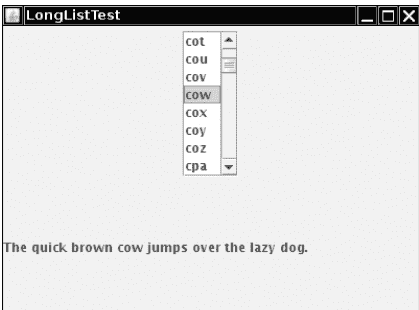 LongListTest
cot
cou
cov
cow
cox
coy
coz
cpa
The quick brown cow jumps over the lazy dog.